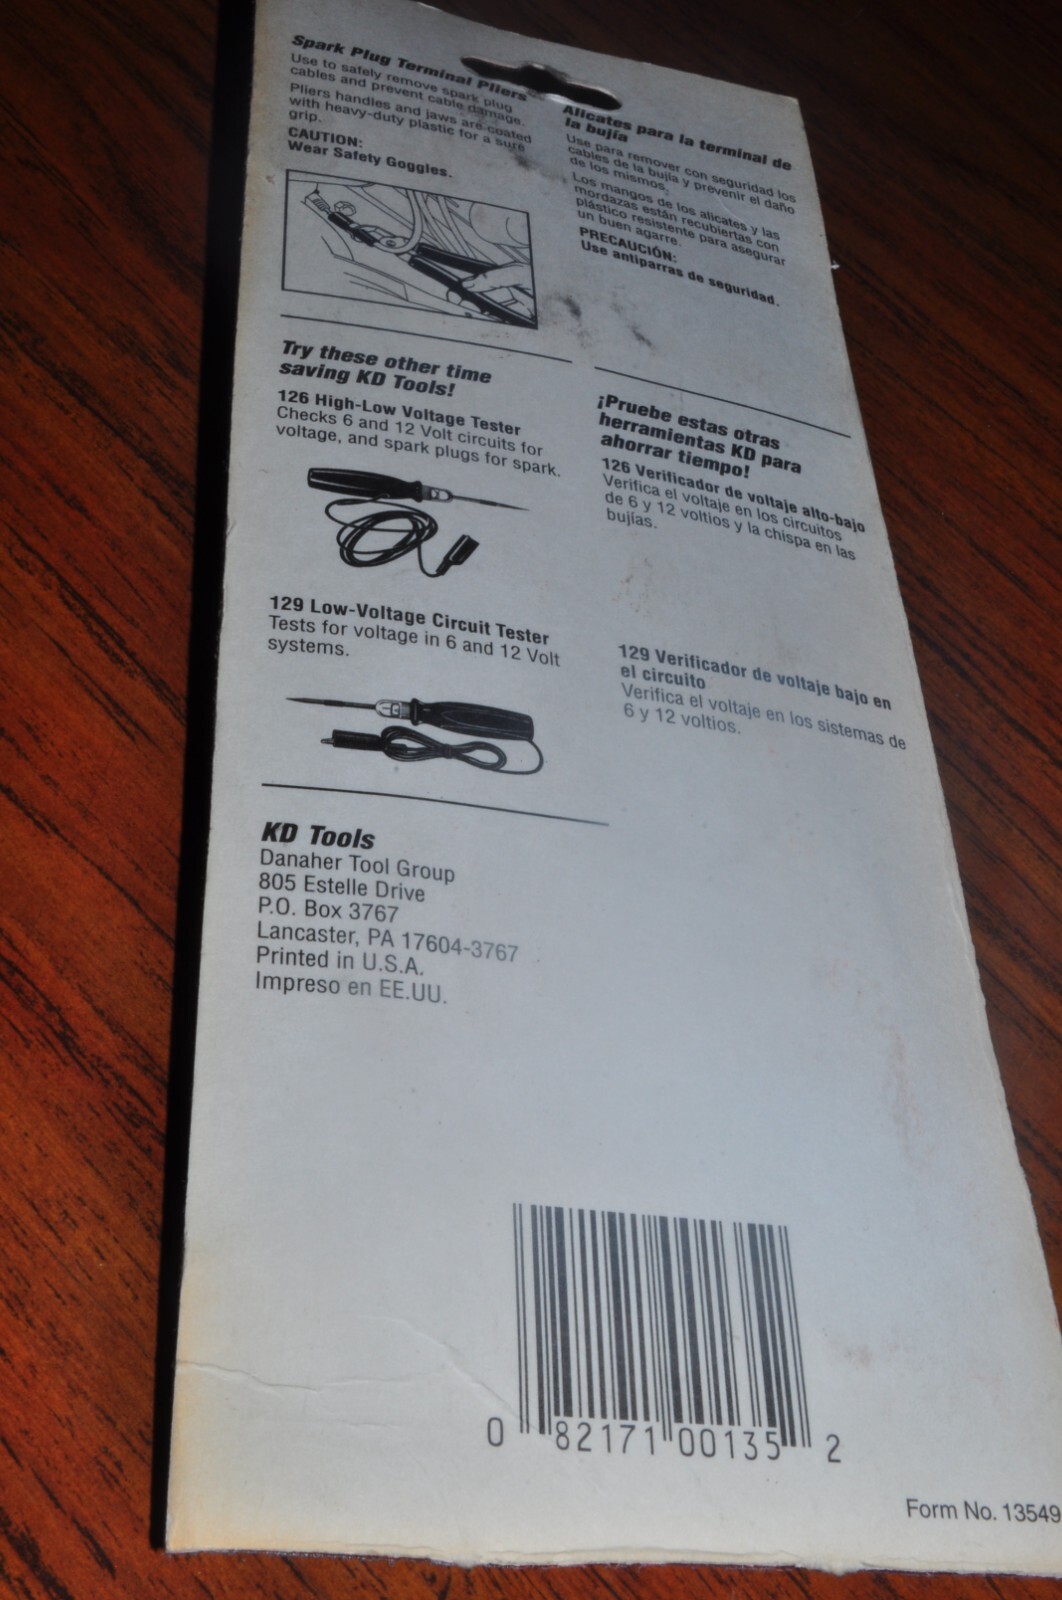 Spark Plug Terminal Pliers
Use to safely remove spark plug
cables and prevent cable damage.
Pliers handles and jaws are coated
with heavy-duty plastic for a sure
grip.
CAUTION:
Wear Safety Goggles.
Alicates para la terminal de
la bujía
Use para remover con seguridad los
cables de la bujía y prevenir el daño
de los mismos.
Los mangos de los alicates y las
mordazas están recubiertas con
plástico resistente para asegurar
un buen agarre.
PRECAUCIÓN:
Use antiparras de seguridad.
Try these other time
saving KD Tools!
126 High-Low Voltage Tester
Checks 6 and 12 Volt circuits for
voltage, and spark plugs for spark.
129 Low-Voltage Circuit Tester
Tests for voltage in 6 and 12 Volt
systems.
¡Pruebe estas otras
herramientas KD para
ahorrar tiempo!
126 Verificador de voltaje alto-bajo
Verifica el voltaje en los circuitos
de 6 y 12 voltios y la chispa en las
bujías.
129 Verificador de voltaje bajo en
el circuito
Verifica el voltaje en los sistemas de
6 y 12 voltios.
KD Tools
Danaher Tool Group
805 Estelle Drive
P.O. Box 3767
Lancaster, PA 17604-3767
Printed in U.S.A.
Impreso en EE.UU.
0 82171 00135 2
Form No. 13549